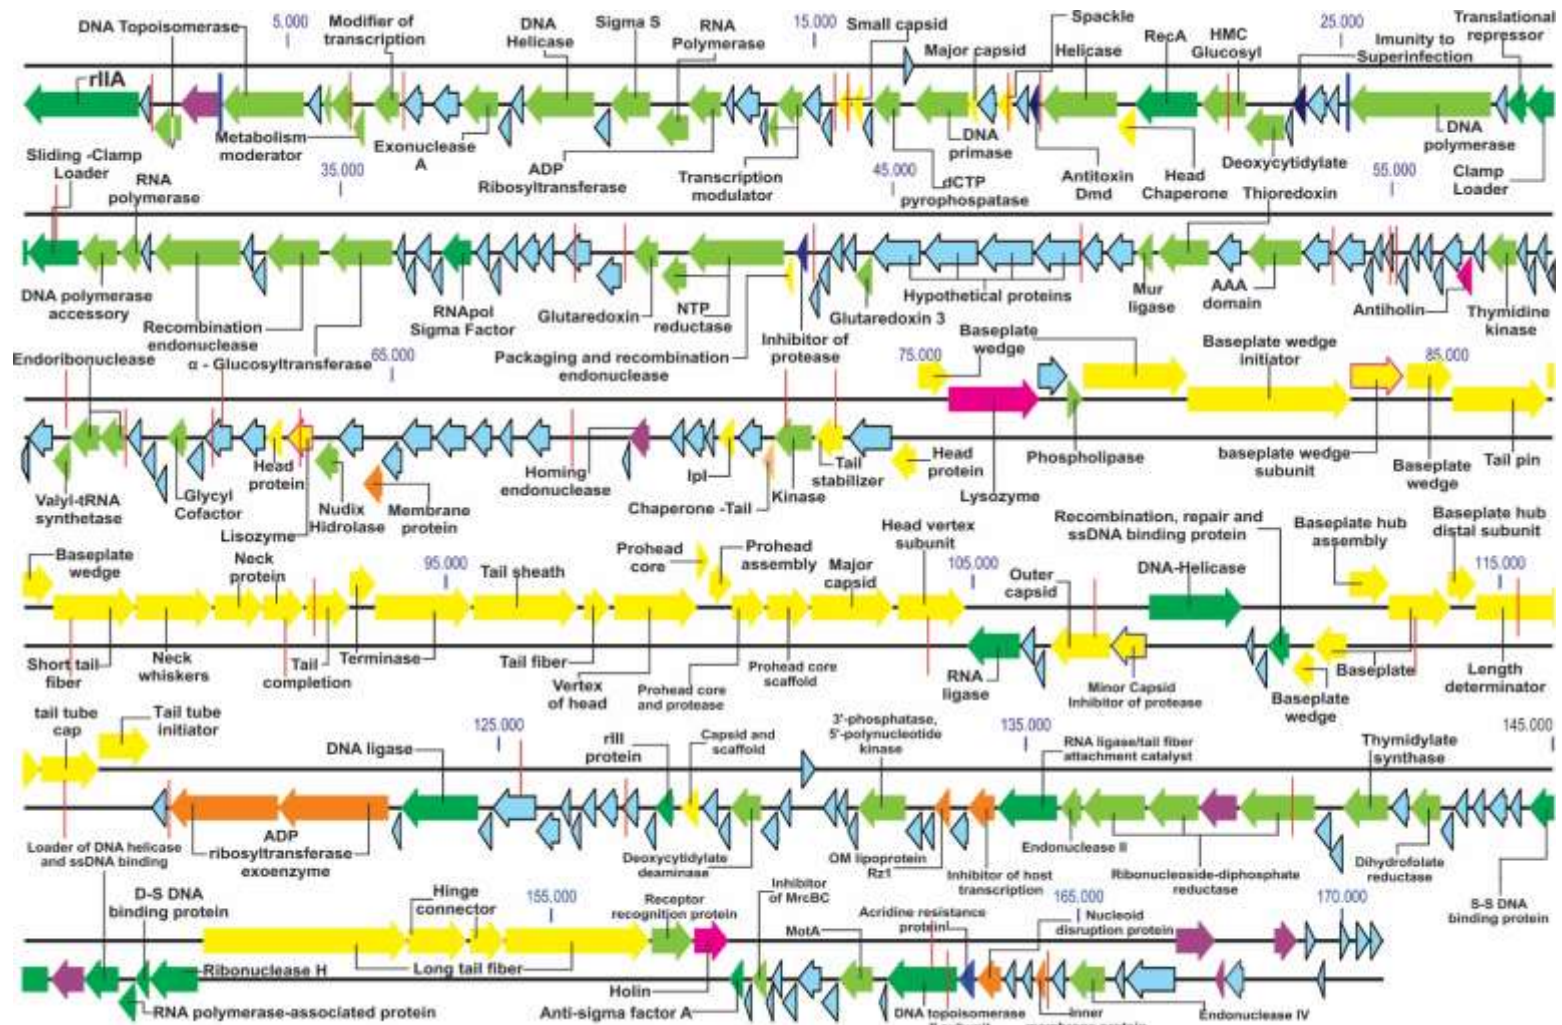 5.000
15.000
25.000
DNA Topoisomerase
Modifier of
transcription
DNA
Helicase
Sigma S
RNA
Polymerase
Small capsid
Major capsid
Spackle
Helicase
RecA
HMC
Glucosyl
Imunity to
Superinfection
Translational
repressor
rIIA
Metabolism
moderator
Exonuclease
A
ADP
Ribosyltransferase
Transcription
modulator
dCTP
pyrophospatase
DNA
primase
Antitoxin
Dmd
Head
Chaperone
Deoxycytidylate
DNA
polymerase
Clamp
Loader
Sliding -Clamp
Loader
RNA
polymerase
35.000
45.000
Thioredoxin
55.000
DNA polymerase
accessory
Recombination
endonuclease
α - Glucosyltransferase
RNApol
Sigma Factor
Glutaredoxin
NTP
reductase
Packaging and recombination
endonuclease
Inhibitor of
protease
Glutaredoxin 3
Hypothetical proteins
Mur
ligase
AAA
domain
Antiholin
Thymidine
kinase
Endoribonuclease
65.000
75.000
Baseplate
wedge
Baseplate wedge
initiator
85.000
Valyl-tRNA
synthetase
Glycyl
Cofactor
Head
protein
Lisozyme
Nudix
Hidrolase
Membrane
protein
Homing
endonuclease
IpI
Chaperone -Tail
Kinase
Tail
stabilizer
Head
protein
Lysozyme
Phospholipase
baseplate wedge
subunit
Baseplate
wedge
Tail pin
Baseplate
wedge
Neck
protein
95.000
Tail sheath
Prohead
core
Prohead
assembly
Major
capsid
Head vertex
subunit
105.000
Outer
capsid
Recombination, repair and
ssDNA binding protein
DNA-Helicase
Baseplate hub
assembly
Baseplate hub
distal subunit
115.000
Short tail
fiber
Neck
whiskers
Tail
completion
Terminase
Tail fiber
Vertex
of head
Prohead core
and protease
Prohead core
scaffold
RNA
ligase
Minor Capsid
Inhibitor of protease
Baseplate
wedge
Baseplate
Length
determinator
tail tube
cap
Tail tube
initiator
DNA ligase
125.000
rIII
protein
Capsid and
scaffold
3'-phosphatase,
5'-polynucleotide
kinase
135.000
RNA ligase/tail fiber
attachment catalyst
Thymidylate
synthase
145.000
Loader of DNA helicase
and ssDNA binding
ADP
ribosyltransferase
exoenzyme
Deoxycytidylate
deaminase
OM lipoprotein
Rz1
Inhibitor of host
transcription
Endonuclease II
Ribonucleoside-diphosphate
reductase
Dihydrofolate
reductase
S-S DNA
binding protein
D-S DNA
binding protein
Hinge
connector
155.000
Receptor
recognition protein
Inhibitor
of MrcBC
MotA
Acridine resistance
protein
165.000
Nucleoid
disruption protein
170.000
Ribonuclease H
RNA polymerase-associated protein
Long tail fiber
Holin
Anti-sigma factor A
DNA topoisomerase
Inner
membrane protein
Endonuclease IV